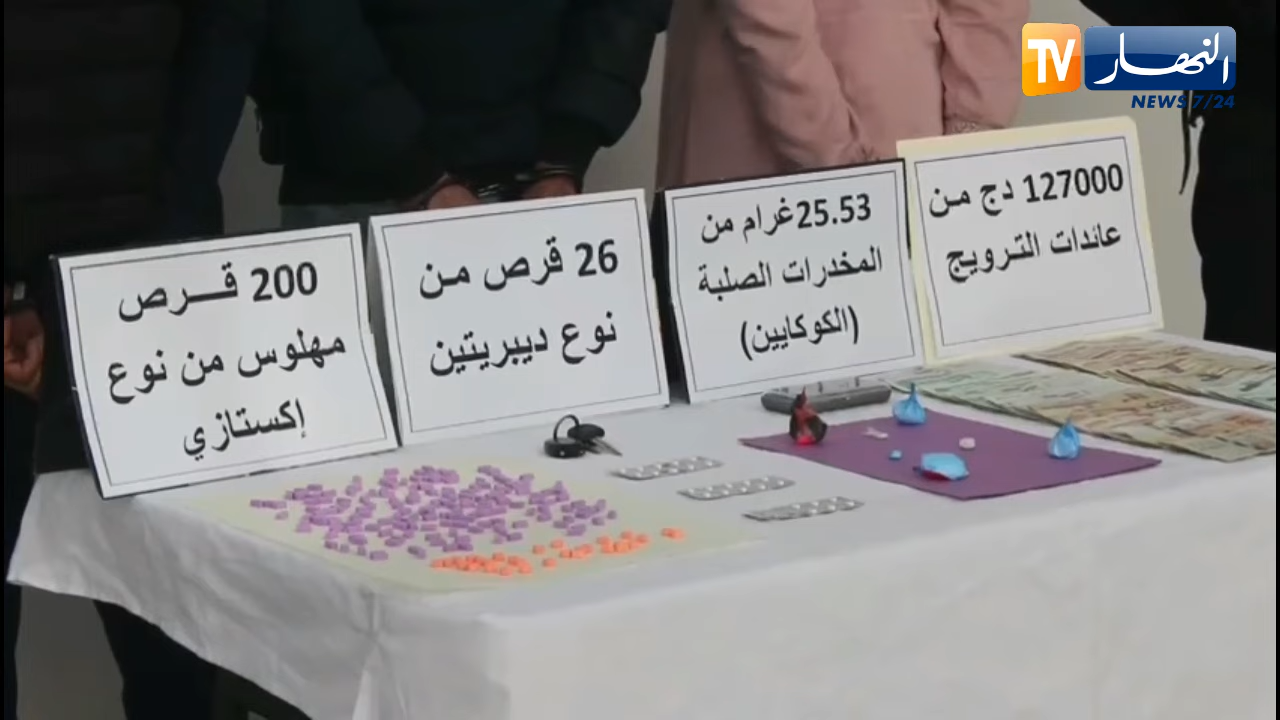 النهار TV
NEWS 7/24
127000 دج من
عائدات الترويج
25.53غرام من
المخدرات الصلبة
(الكوكايين)
26 قرص من
نوع ديبريتين
200 قـــرص
مهلوس من نوع
إكستازي